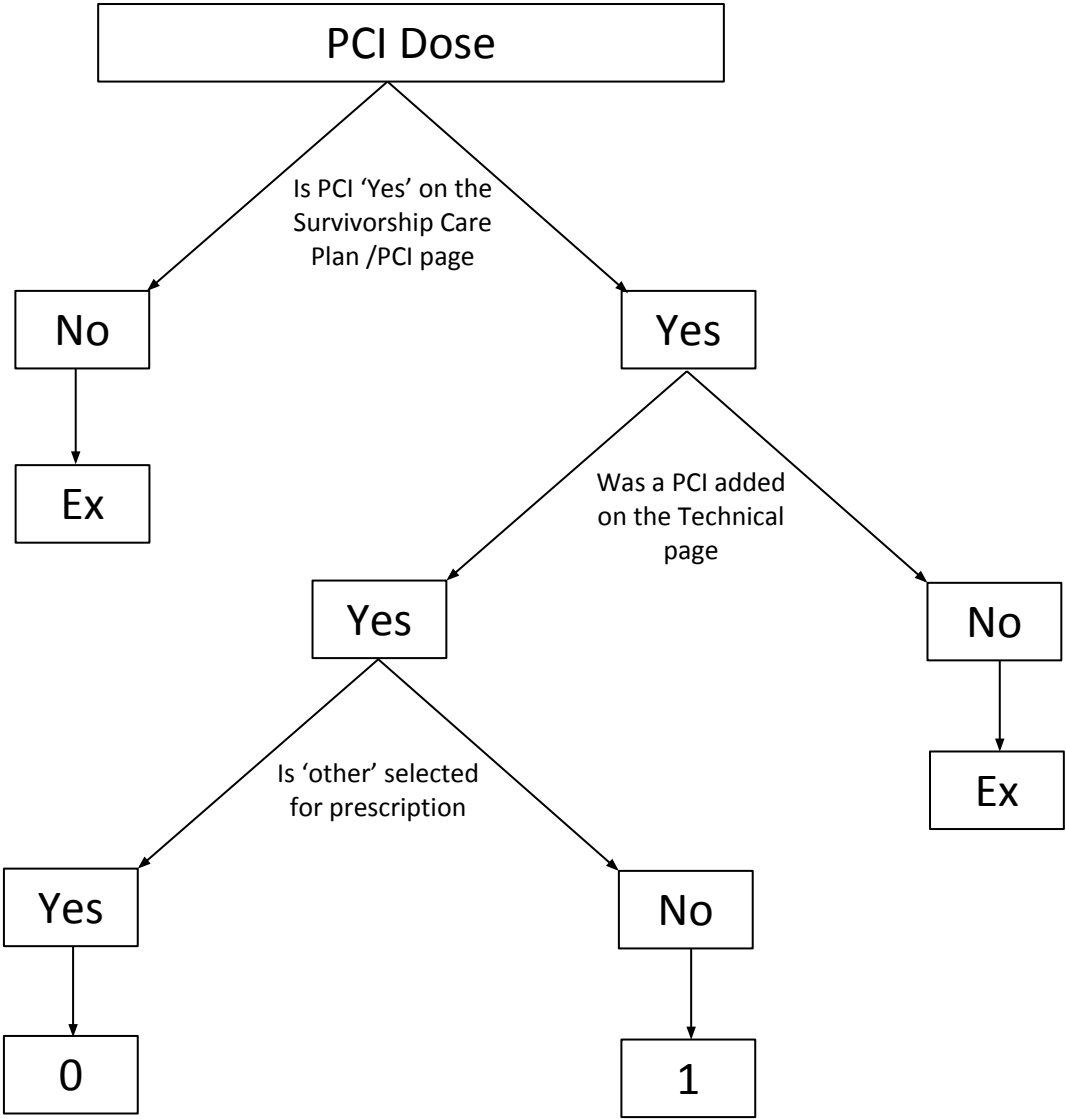 PCI Dose
Is PCI ‘Yes’ on the
Survivorship Care
Plan /PCI page
No
Yes
Ex
Was a PCI added
on the Technical
page
Yes
No
Is ‘other’ selected
for prescription
Ex
Yes
No
0
1